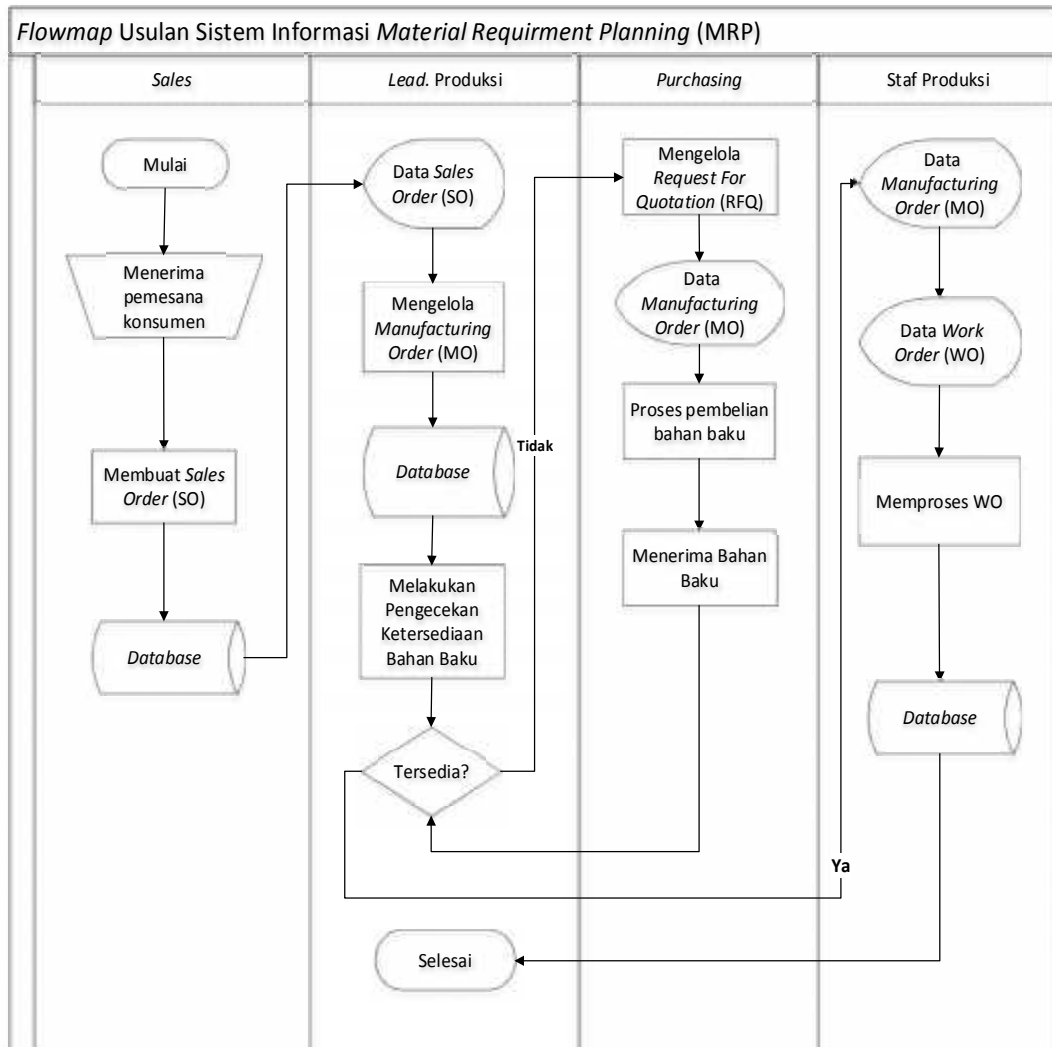 Flowmap Usulan Sistem Informasi Material Requirment Planning (MRP)
Sales
Lead. Produksi
Purchasing
Staf Produksi
Mulai
Menerima
pemesana
konsumen
Membuat Sales
Order (SO)
Database
Data Sales
Order (SO)
Mengelola
Manufacturing
Order (MO)
Database
Melakukan
Pengecekan
Ketersediaan
Bahan Baku
Tersedia?
Tidak
Ya
Selesai
Mengelola
Request For
Quotation (RFQ)
Data
Manufacturing
Order (MO)
Proses pembelian
bahan baku
Menerima Bahan
Baku
Data
Manufacturing
Order (MO)
Data Work
Order (WO)
Memproses WO
Database